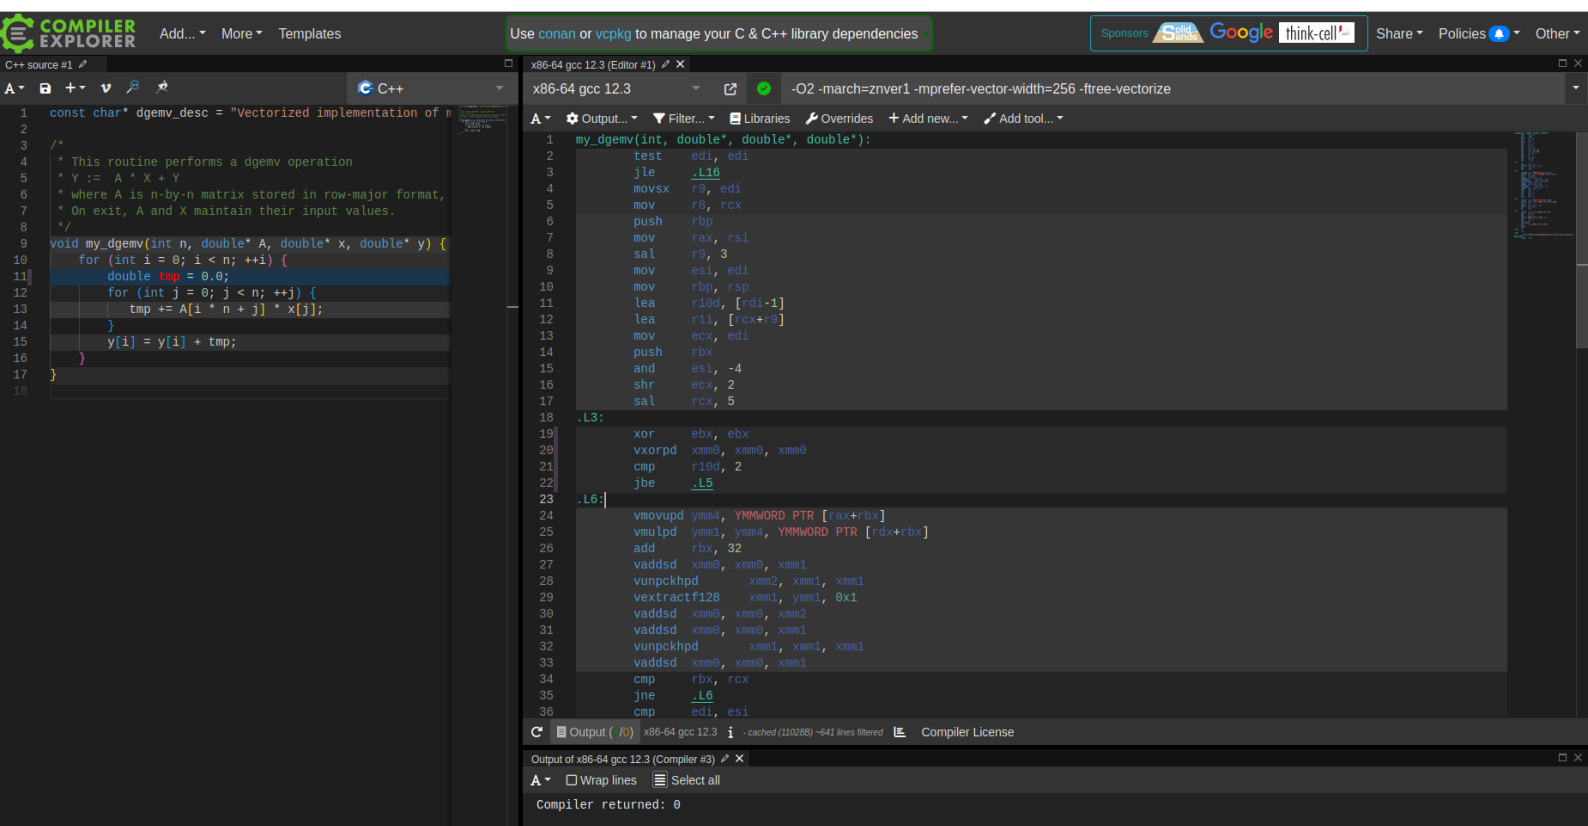 COMPILER
EXPLORER
Add... More Templates
Use conan or vcpkg to manage your C & C++ library dependencies
Sponsors Solid Sands Google think-cell Share Policies Other
C++ source #1
A C++
1 const char* dgemv_desc = "Vectorized implementation of m
2
3 /*
4 * This routine performs a dgemv operation
5 * Y := A * X + Y
6 * where A is n-by-n matrix stored in row-major format,
7 * On exit, A and X maintain their input values.
8 */
9 void my_dgemv(int n, double* A, double* x, double* y) {
10 for (int i = 0; i < n; ++i) {
11 double tmp = 0.0;
12 for (int j = 0; j < n; ++j) {
13 tmp += A[i * n + j] * x[j];
14 }
15 y[i] = y[i] + tmp;
16 }
17 }
18
x86-64 gcc 12.3 (Editor #1)
x86-64 gcc 12.3 -O2 -march=znver1 -mprefer-vector-width=256 -ftree-vectorize
A Output... Filter... Libraries Overrides + Add new... Add tool...
1 my_dgemv(int, double*, double*, double*):
2 test edi, edi
3 jle .L16
4 movsx r9, edi
5 mov r8, rcx
6 push rbp
7 mov rax, rsi
8 sal r9, 3
9 mov esi, edi
10 mov rbp, rsp
11 lea r10d, [rdi-1]
12 lea r11, [rcx+r9]
13 mov ecx, edi
14 push rbx
15 and esi, -4
16 shr ecx, 2
17 sal rcx, 5
18 .L3:
19 xor ebx, ebx
20 vxorpd xmm0, xmm0, xmm0
21 cmp r10d, 2
22 jbe .L5
23 .L6:
24 vmovupd ymm4, YMMWORD PTR [rax+rbx]
25 vmulpd ymm1, ymm4, YMMWORD PTR [rdx+rbx]
26 add rbx, 32
27 vaddsd xmm0, xmm0, xmm1
28 vunpckhpd xmm2, xmm1, xmm1
29 vextractf128 xmm1, ymm1, 0x1
30 vaddsd xmm0, xmm0, xmm2
31 vaddsd xmm0, xmm0, xmm1
32 vunpckhpd xmm1, xmm1, xmm1
33 vaddsd xmm0, xmm0, xmm1
34 cmp rbx, rcx
35 jne .L6
36 cmp edi, esi
Output ( /0) x86-64 gcc 12.3 i - cached (11028B) ~641 lines filtered Compiler License
Output of x86-64 gcc 12.3 (Compiler #3)
A Wrap lines Select all
Compiler returned: 0